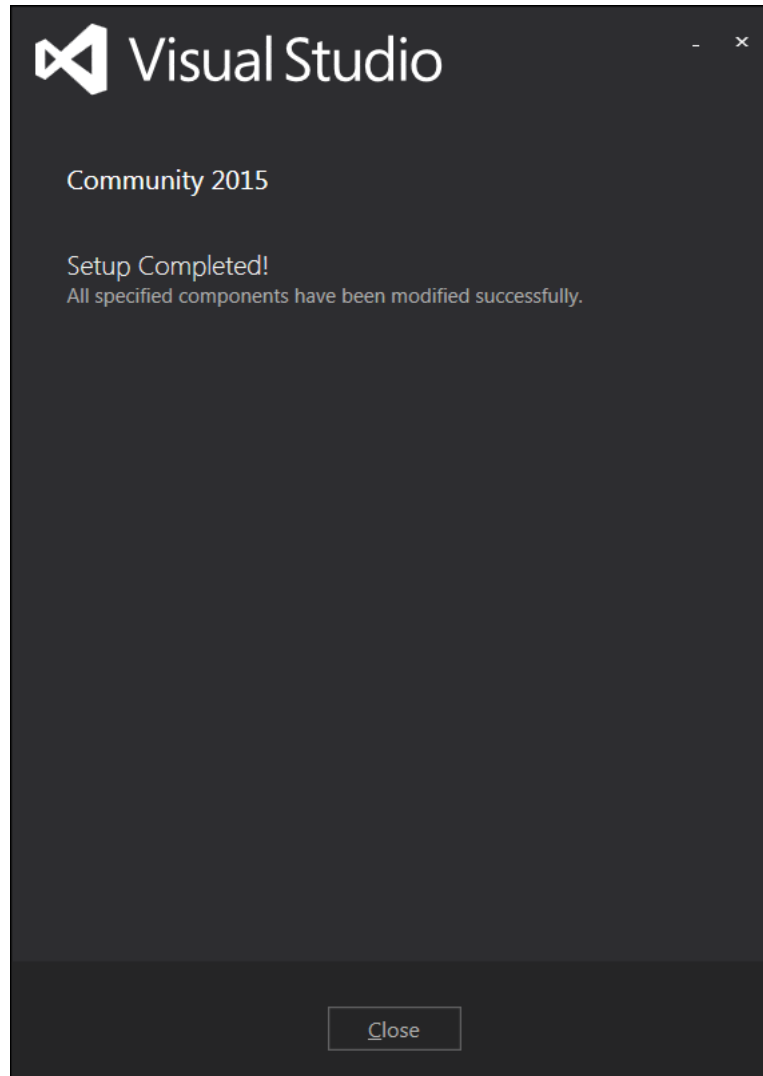 Visual Studio
Community 2015
Setup Completed!
All specified components have been modified successfully.
Close